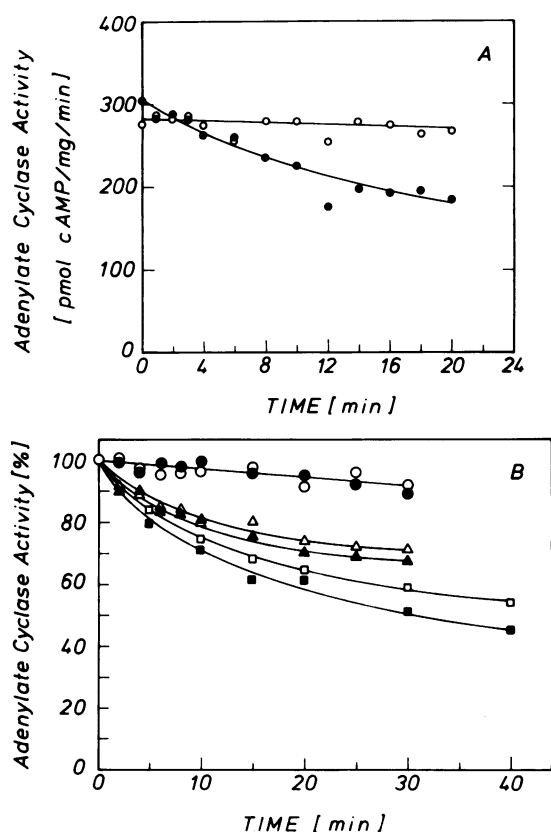 A
Adenylate Cyclase Activity
[ pmol cAMP/mg/min ]
400
300
200
100
0
0 4 8 12 16 20 24
TIME [ min ]
B
Adenylate Cyclase Activity [%]
100
80
60
40
20
0
0 10 20 30 40
TIME [ min ]